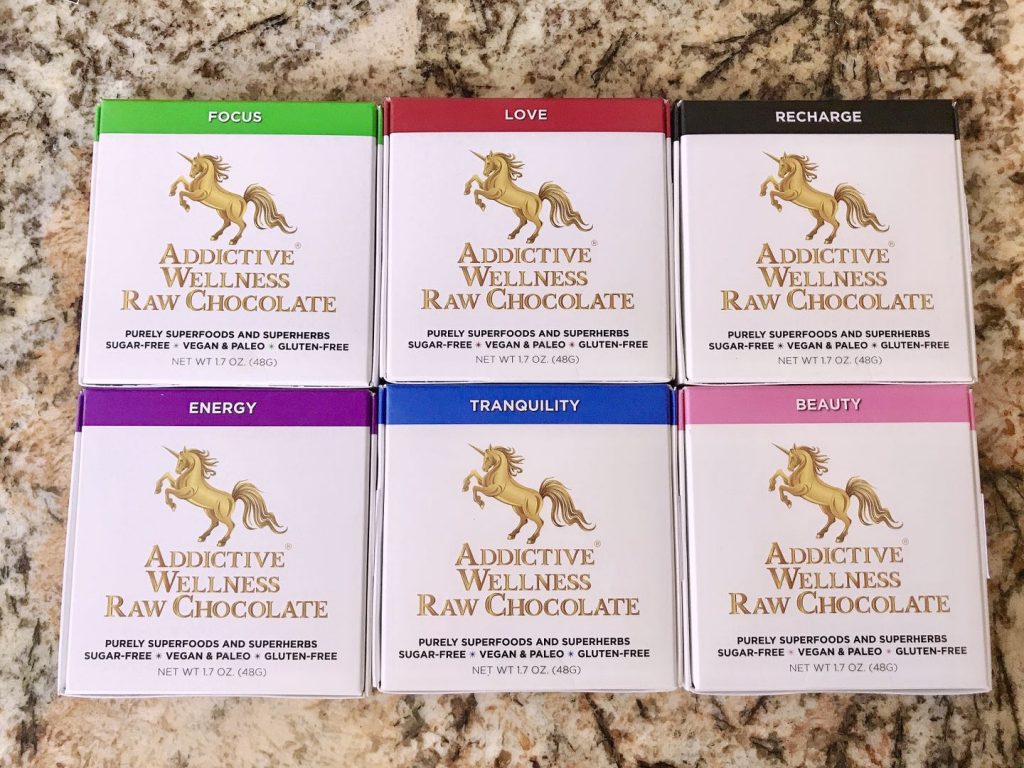 FOCUS
ADDICTIVE®
WELLNESS
RAW CHOCOLATE
PURELY SUPERFOODS AND SUPERHERBS
SUGAR-FREE * VEGAN & PALEO * GLUTEN-FREE
NET WT 1.7 OZ. (48G)
LOVE
ADDICTIVE®
WELLNESS
RAW CHOCOLATE
PURELY SUPERFOODS AND SUPERHERBS
SUGAR-FREE * VEGAN & PALEO * GLUTEN-FREE
NET WT 1.7 OZ. (48G)
RECHARGE
ADDICTIVE®
WELLNESS
RAW CHOCOLATE
PURELY SUPERFOODS AND SUPERHERBS
SUGAR-FREE * VEGAN & PALEO * GLUTEN-FREE
NET WT 1.7 OZ. (48G)
ENERGY
ADDICTIVE®
WELLNESS
RAW CHOCOLATE
PURELY SUPERFOODS AND SUPERHERBS
SUGAR-FREE * VEGAN & PALEO * GLUTEN-FREE
NET WT 1.7 OZ. (48G)
TRANQUILITY
ADDICTIVE®
WELLNESS
RAW CHOCOLATE
PURELY SUPERFOODS AND SUPERHERBS
SUGAR-FREE * VEGAN & PALEO * GLUTEN-FREE
NET WT 1.7 OZ. (48G)
BEAUTY
ADDICTIVE®
WELLNESS
RAW CHOCOLATE
PURELY SUPERFOODS AND SUPERHERBS
SUGAR-FREE * VEGAN & PALEO * GLUTEN-FREE
NET WT 1.7 OZ. (48G)